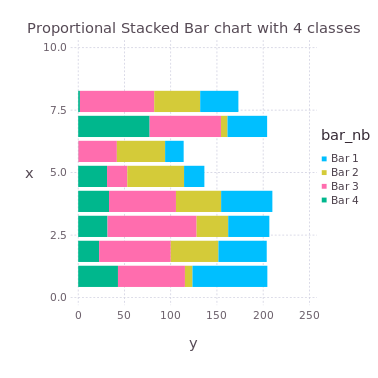 Proportional Stacked Bar chart with 4 classes
10.0
7.5
x
5.0
2.5
0.0
0 50 100 150 200 250
y
bar_nb
Bar 1
Bar 2
Bar 3
Bar 4